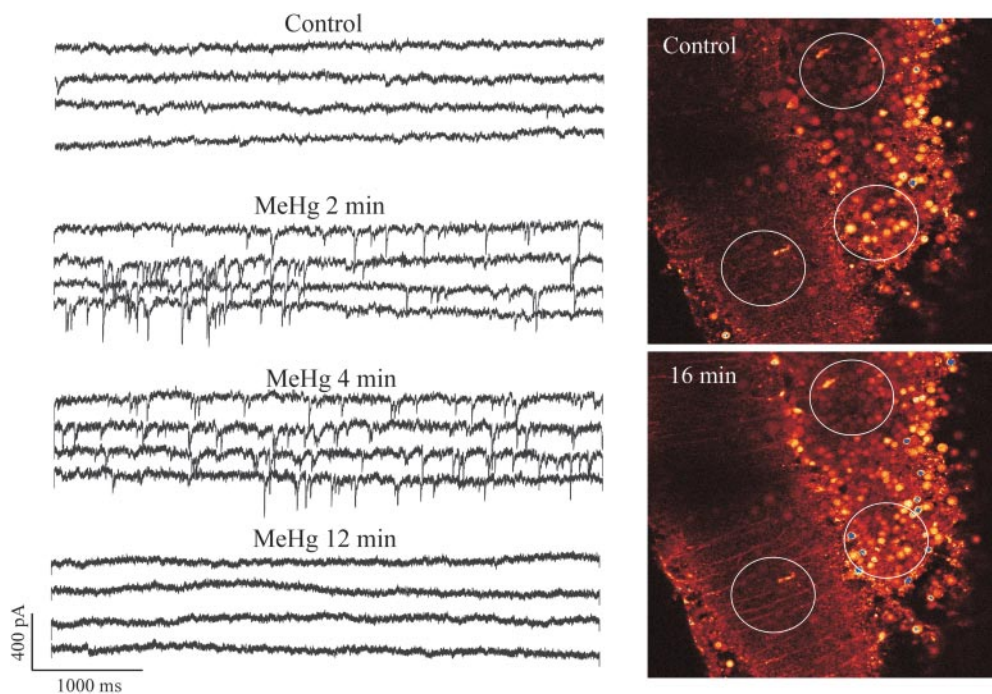 Control
MeHg 2 min
MeHg 4 min
MeHg 12 min
400 pA
1000 ms
Control
16 min